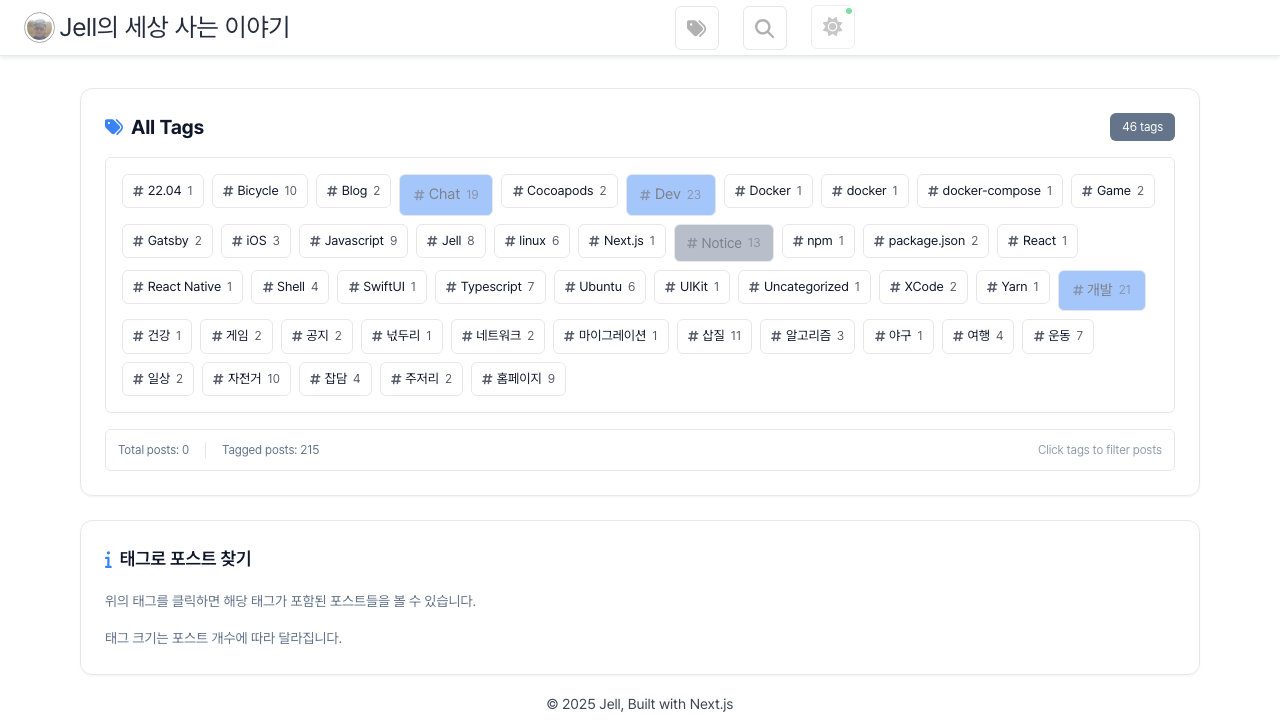 Jell의 세상 사는 이야기
All Tags
46 tags
# 22.04 1 # Bicycle 10 # Blog 2 # Chat 19 # Cocoapods 2 # Dev 23 # Docker 1 # docker 1 # docker-compose 1 # Game 2
# Gatsby 2 # iOS 3 # Javascript 9 # Jell 8 # linux 6 # Next.js 1 # Notice 13 # npm 1 # package.json 2 # React 1
# React Native 1 # Shell 4 # SwiftUI 1 # Typescript 7 # Ubuntu 6 # UIKit 1 # Uncategorized 1 # XCode 2 # Yarn 1 # 개발 21
# 건강 1 # 게임 2 # 공지 2 # 넋두리 1 # 네트워크 2 # 마이그레이션 1 # 삽질 11 # 알고리즘 3 # 야구 1 # 여행 4 # 운동 7
# 일상 2 # 자전거 10 # 잡담 4 # 주저리 2 # 홈페이지 9
Total posts: 0 Tagged posts: 215 Click tags to filter posts
태그로 포스트 찾기
위의 태그를 클릭하면 해당 태그가 포함된 포스트들을 볼 수 있습니다.
태그 크기는 포스트 개수에 따라 달라집니다.
© 2025 Jell, Built with Next.js